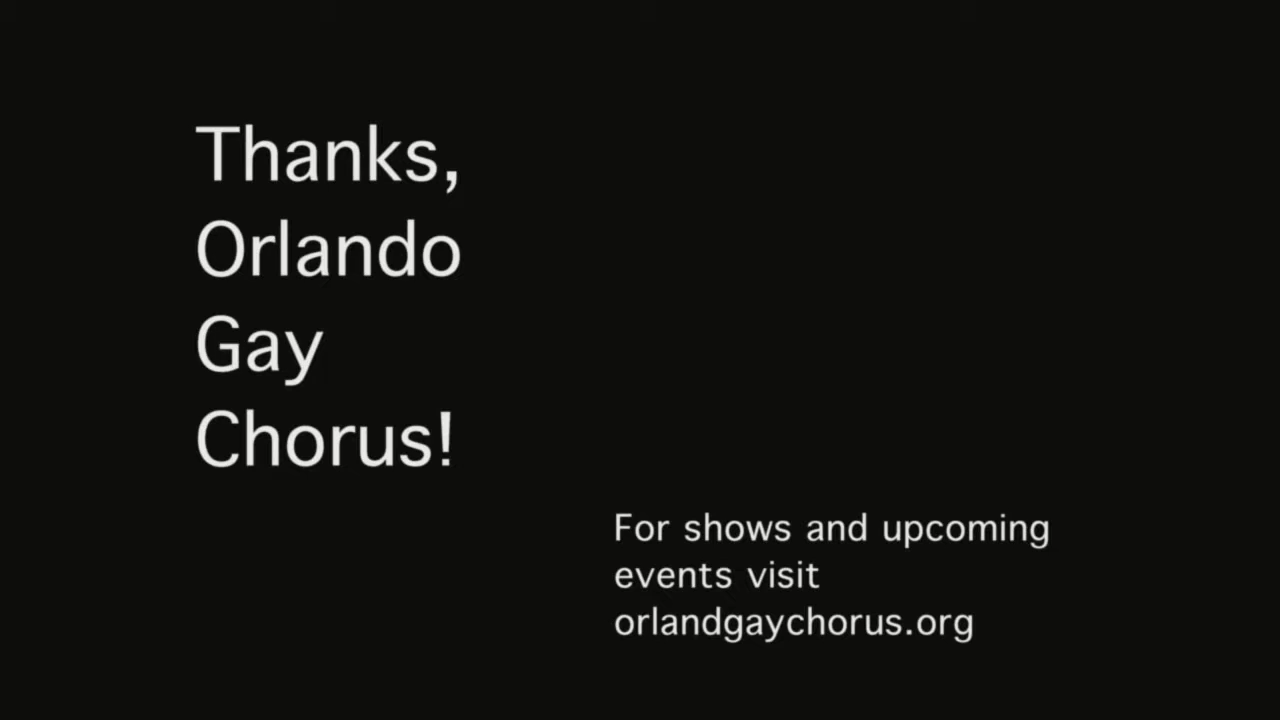 Thanks,
Orlando
Gay
Chorus!
For shows and upcoming
events visit
orlandgaychorus.org